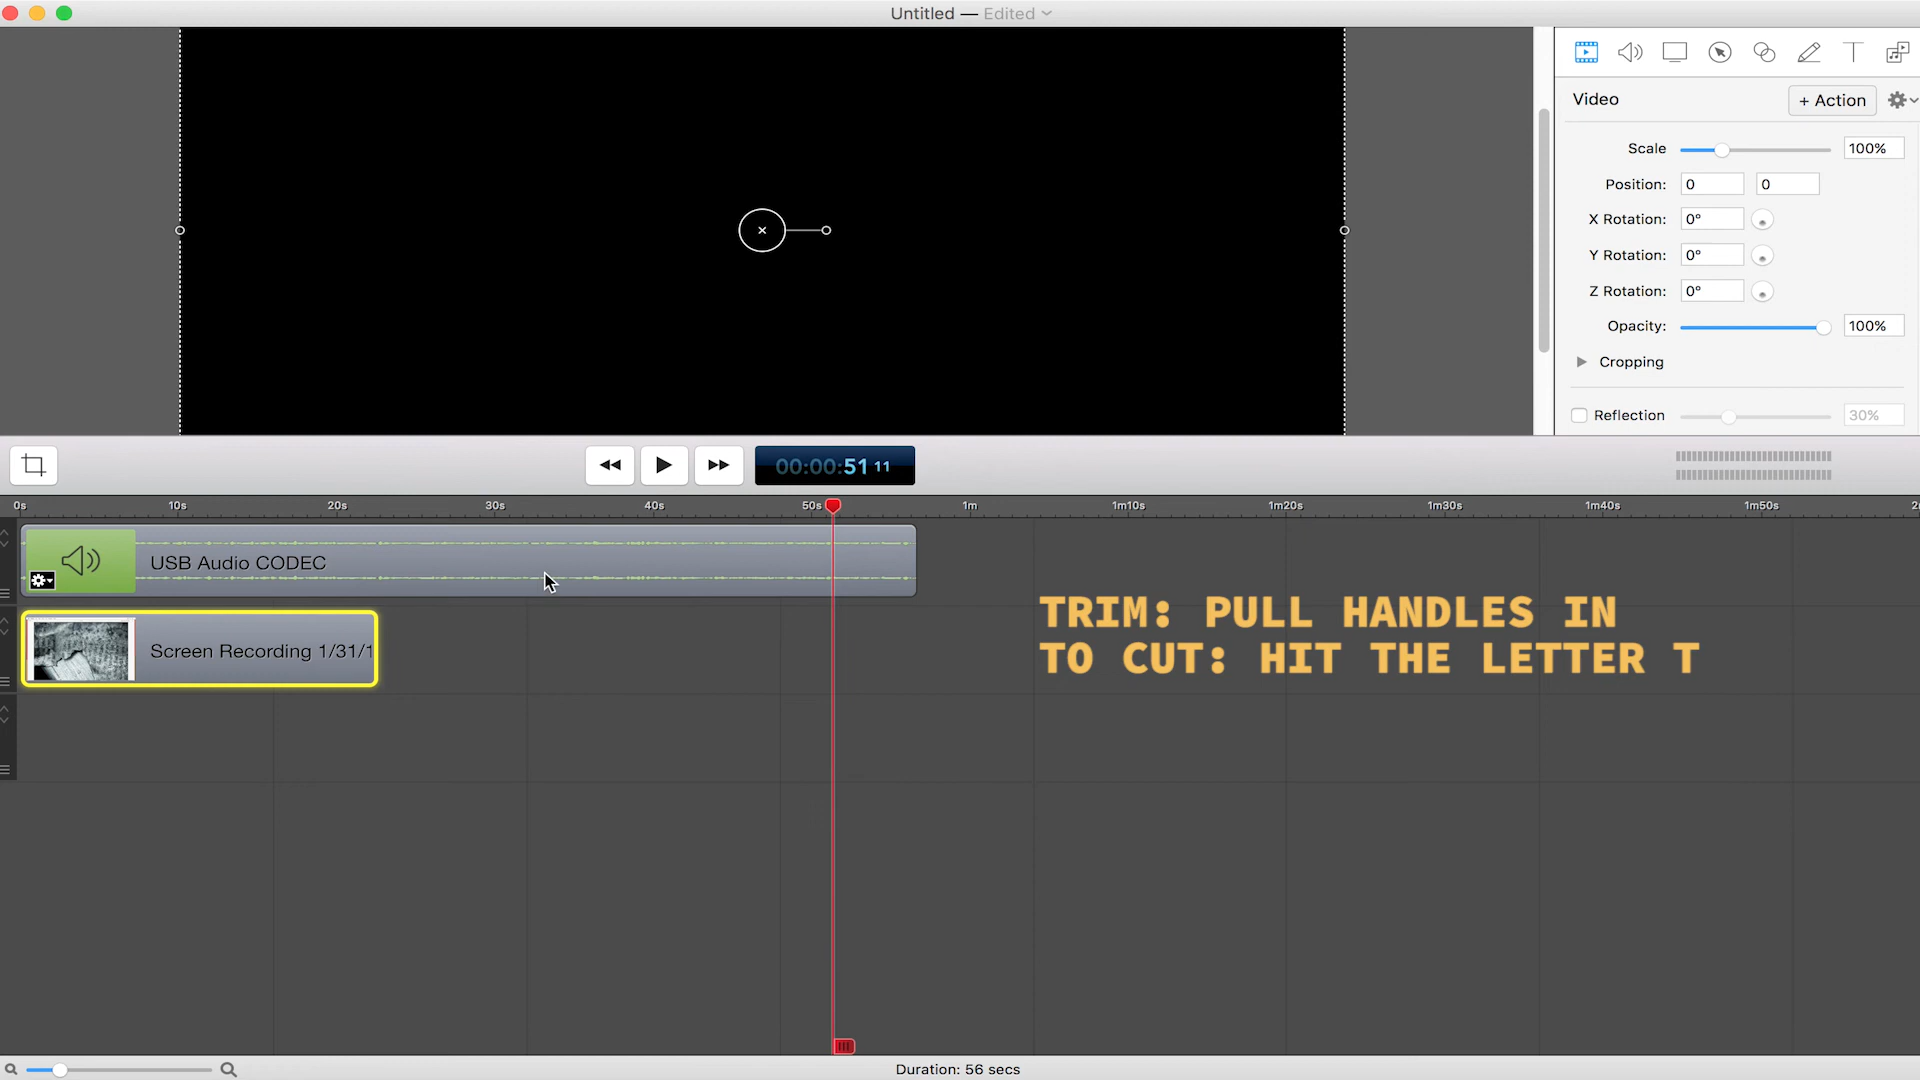 Untitled — Edited
Video
+ Action
Scale
100%
Position:
0
0
X Rotation:
0°
Y Rotation:
0°
Z Rotation:
0°
Opacity:
100%
Cropping
Reflection
30%
00:00:51 11
0s
10s
20s
30s
40s
50s
1m
1m10s
1m20s
1m30s
1m40s
1m50s
USB Audio CODEC
TRIM: PULL HANDLES IN
TO CUT: HIT THE LETTER T
Screen Recording 1/31/1
Duration: 56 secs